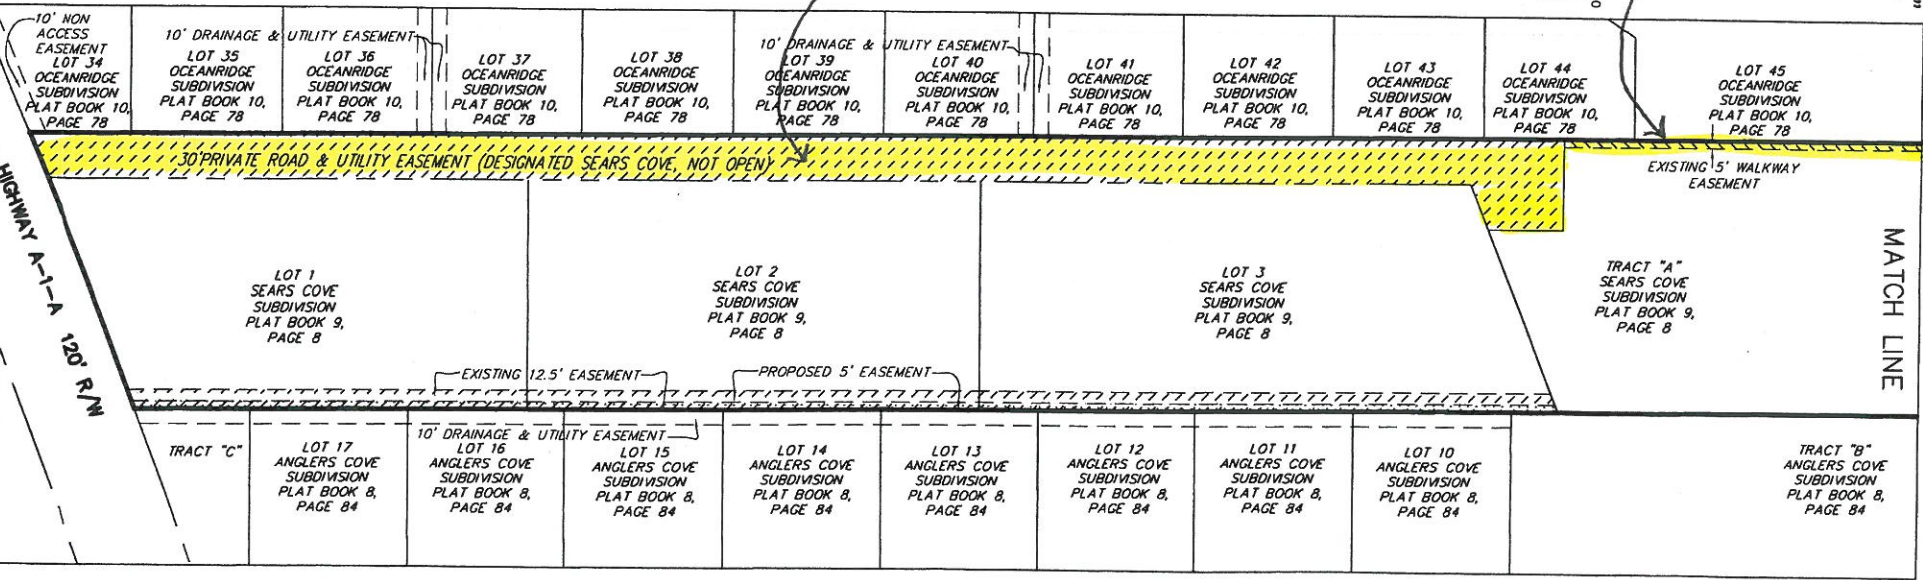 10' NON
ACCESS
EASEMENT
LOT 34
OCEANRIDGE
SUBDIVISION
PLAT BOOK 10,
PAGE 78
10' DRAINAGE & UTILITY EASEMENT
LOT 35
OCEANRIDGE
SUBDIVISION
PLAT BOOK 10,
PAGE 78
LOT 36
OCEANRIDGE
SUBDIVISION
PLAT BOOK 10,
PAGE 78
LOT 37
OCEANRIDGE
SUBDIVISION
PLAT BOOK 10,
PAGE 78
LOT 38
OCEANRIDGE
SUBDIVISION
PLAT BOOK 10,
PAGE 78
10' DRAINAGE & UTILITY EASEMENT
LOT 39
OCEANRIDGE
SUBDIVISION
PLAT BOOK 10,
PAGE 78
LOT 40
OCEANRIDGE
SUBDIVISION
PLAT BOOK 10,
PAGE 78
LOT 41
OCEANRIDGE
SUBDIVISION
PLAT BOOK 10,
PAGE 78
LOT 42
OCEANRIDGE
SUBDIVISION
PLAT BOOK 10,
PAGE 78
LOT 43
OCEANRIDGE
SUBDIVISION
PLAT BOOK 10,
PAGE 78
LOT 44
OCEANRIDGE
SUBDIVISION
PLAT BOOK 10,
PAGE 78
LOT 45
OCEANRIDGE
SUBDIVISION
PLAT BOOK 10,
PAGE 78
30' PRIVATE ROAD & UTILITY EASEMENT (DESIGNATED SEARS COVE, NOT OPEN)
EXISTING 5' WALKWAY
EASEMENT
HIGHWAY A-1-A 120' R/W
LOT 1
SEARS COVE
SUBDIVISION
PLAT BOOK 9,
PAGE 8
LOT 2
SEARS COVE
SUBDIVISION
PLAT BOOK 9,
PAGE 8
LOT 3
SEARS COVE
SUBDIVISION
PLAT BOOK 9,
PAGE 8
TRACT "A"
SEARS COVE
SUBDIVISION
PLAT BOOK 9,
PAGE 8
MATCH LINE
EXISTING 12.5' EASEMENT
PROPOSED 5' EASEMENT
TRACT "C"
10' DRAINAGE & UTILITY EASEMENT
LOT 17
ANGLERS COVE
SUBDIVISION
PLAT BOOK 8,
PAGE 84
LOT 16
ANGLERS COVE
SUBDIVISION
PLAT BOOK 8,
PAGE 84
LOT 15
ANGLERS COVE
SUBDIVISION
PLAT BOOK 8,
PAGE 84
LOT 14
ANGLERS COVE
SUBDIVISION
PLAT BOOK 8,
PAGE 84
LOT 13
ANGLERS COVE
SUBDIVISION
PLAT BOOK 8,
PAGE 84
LOT 12
ANGLERS COVE
SUBDIVISION
PLAT BOOK 8,
PAGE 84
LOT 11
ANGLERS COVE
SUBDIVISION
PLAT BOOK 8,
PAGE 84
LOT 10
ANGLERS COVE
SUBDIVISION
PLAT BOOK 8,
PAGE 84
TRACT "B"
ANGLERS COVE
SUBDIVISION
PLAT BOOK 8,
PAGE 84